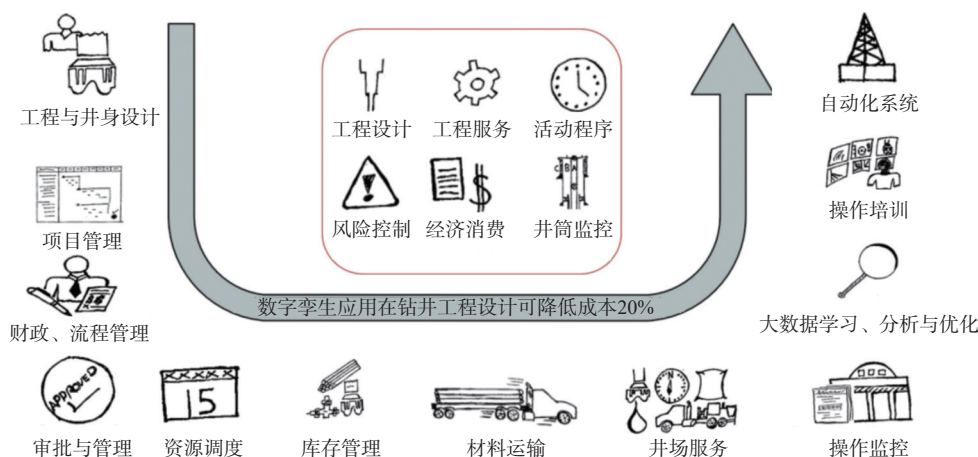 工程与井身设计
项目管理
财政、流程管理
APPROVED
审批与管理
15
资源调度
库存管理
材料运输
N
井场服务
操作监控
大数据学习、分析与优化
操作培训
自动化系统
工程设计
工程服务
活动程序
$
C B A
风险控制
经济消费
井筒监控
数字孪生应用在钻井工程设计可降低成本20%